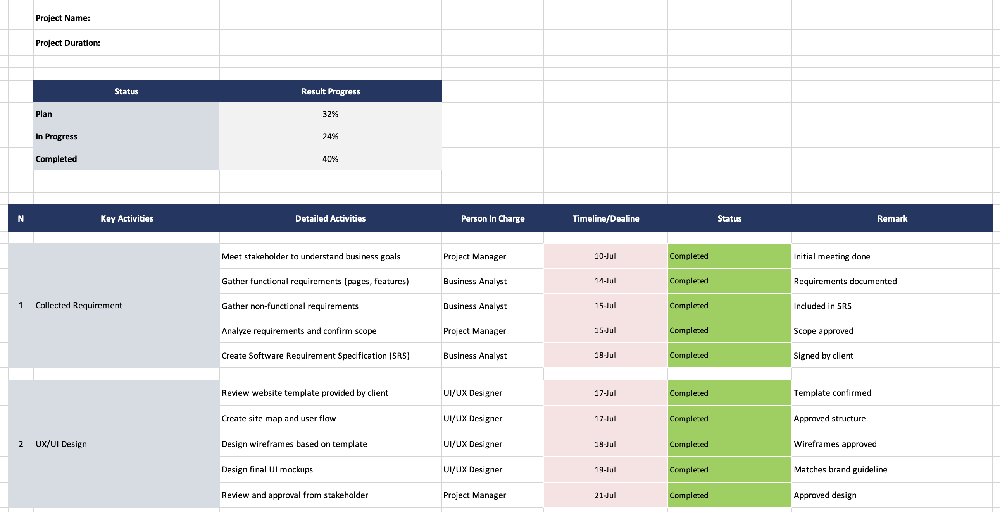 Project Name:
Project Duration:
Status Result Progress
Plan 32%
In Progress 24%
Completed 40%
N Key Activities Detailed Activities Person In Charge Timeline/Dealine Status Remark
Meet stakeholder to understand business goals Project Manager 10-Jul Completed Initial meeting done
Gather functional requirements (pages, features) Business Analyst 14-Jul Completed Requirements documented
1 Collected Requirement Gather non-functional requirements Business Analyst 15-Jul Completed Included in SRS
Analyze requirements and confirm scope Project Manager 15-Jul Completed Scope approved
Create Software Requirement Specification (SRS) Business Analyst 18-Jul Completed Signed by client
Review website template provided by client UI/UX Designer 17-Jul Completed Template confirmed
Create site map and user flow UI/UX Designer 17-Jul Completed Approved structure
2 UX/UI Design Design wireframes based on template UI/UX Designer 18-Jul Completed Wireframes approved
Design final UI mockups UI/UX Designer 19-Jul Completed Matches brand guideline
Review and approval from stakeholder Project Manager 21-Jul Completed Approved design